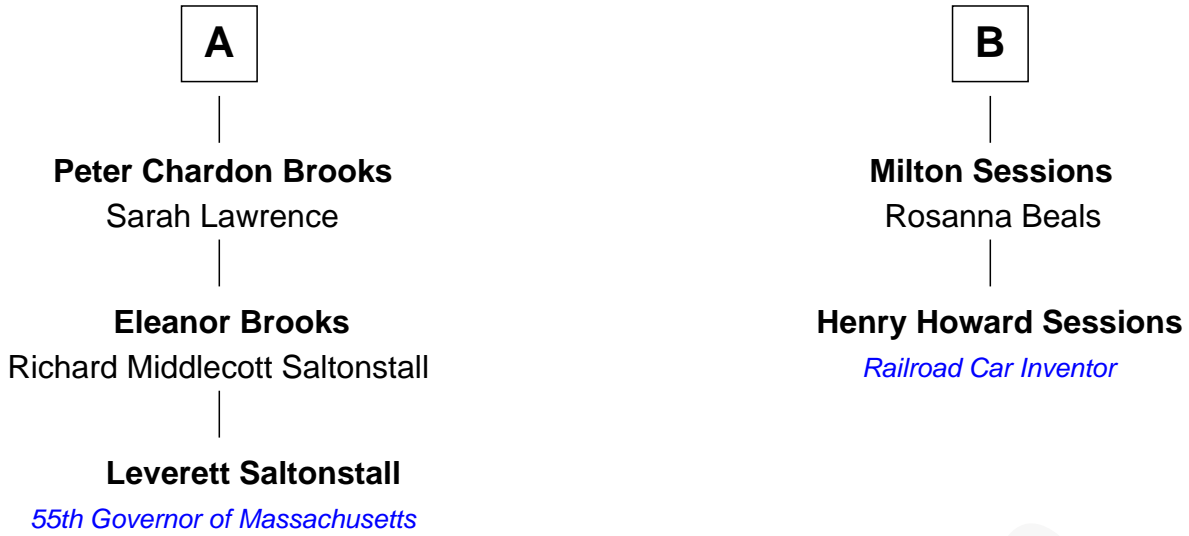 A
Peter Chardon Brooks
Sarah Lawrence
Eleanor Brooks
Richard Middlecott Saltonstall
Leverett Saltonstall
55th Governor of Massachusetts
B
Milton Sessions
Rosanna Beals
Henry Howard Sessions
Railroad Car Inventor